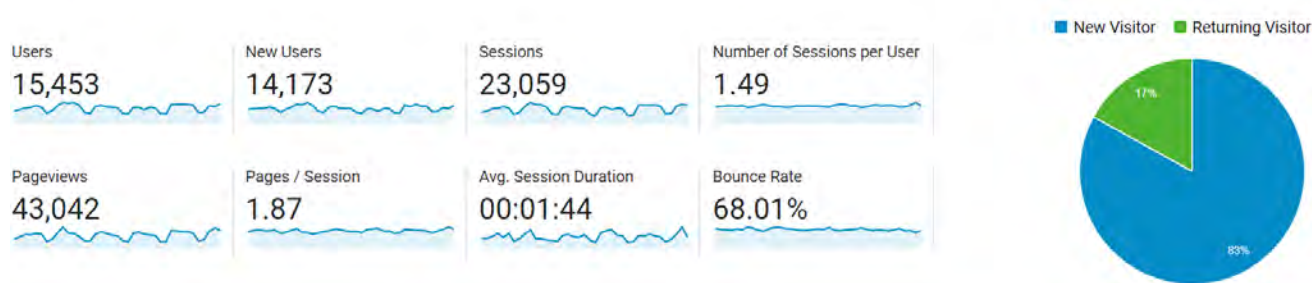 New Visitor Returning Visitor
Users New Users Sessions Number of Sessions per User
15,453 14,173 23,059 1.49
17%
Pageviews Pages / Session Avg. Session Duration Bounce Rate
43,042 1.87 00:01:44 68.01%
83%